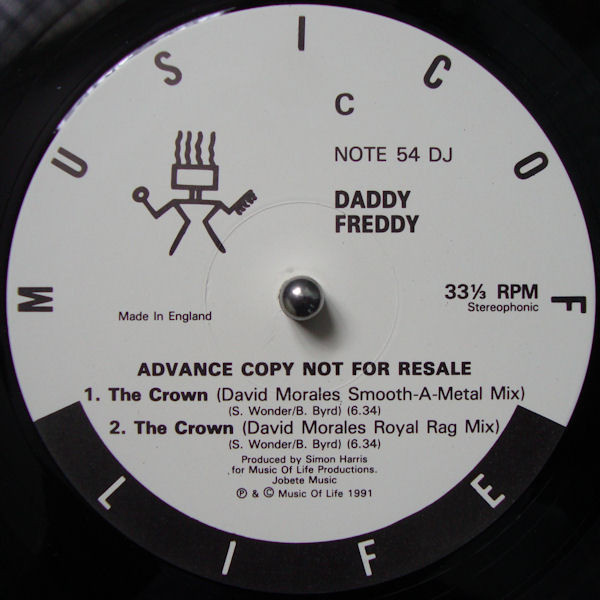 MUSIC OF LIFE
C
NOTE 54 DJ
DADDY
FREDDY
33⅓ RPM
Stereophonic
Made In England
ADVANCE COPY NOT FOR RESALE
1. The Crown (David Morales Smooth-A-Metal Mix)
(S. Wonder/B. Byrd) (6.34)
2. The Crown (David Morales Royal Rag Mix)
(S. Wonder/B. Byrd) (6.34)
Produced by Simon Harris
for Music Of Life Productions.
Jobete Music
℗ & © Music Of Life 1991